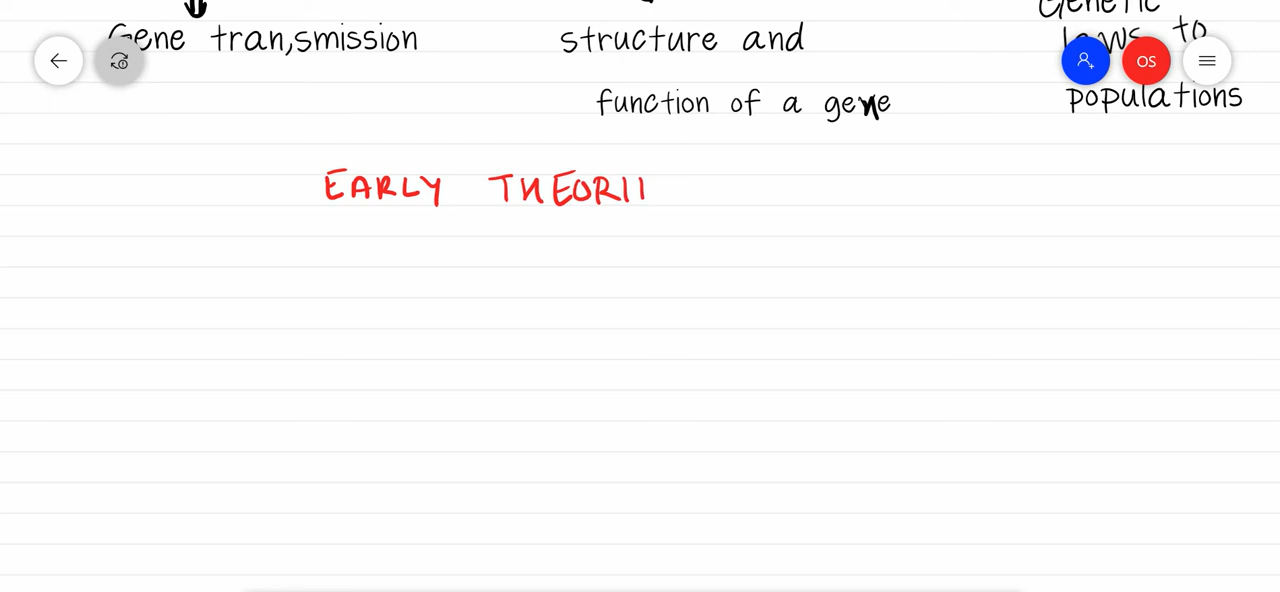 Genetic
Gene tran,smission structure and laws to
function of a gene populations
OS
EARLY THEORII